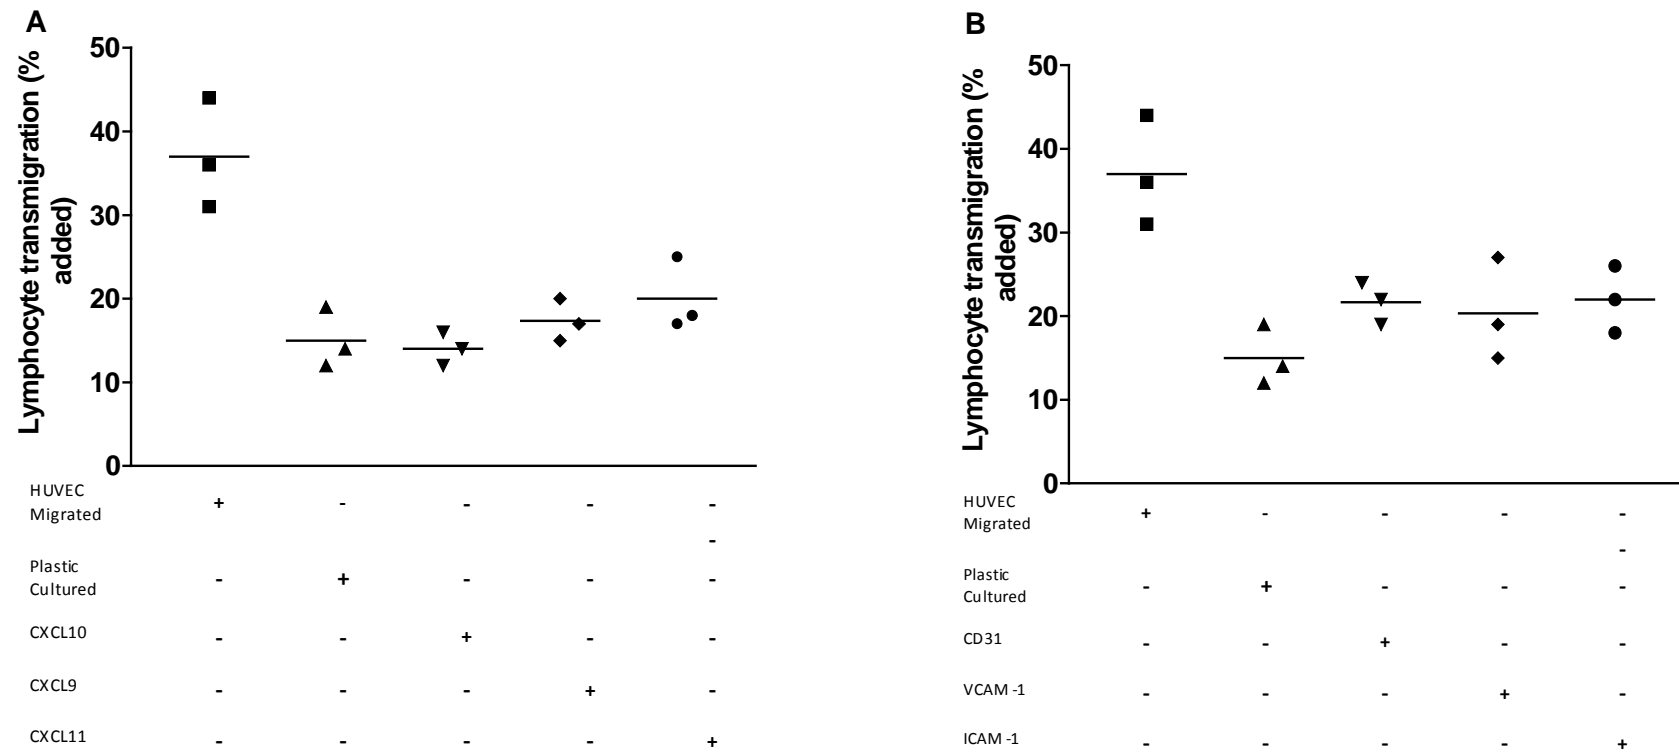 A
Lymphocyte transmigration (%
added)
50
40
30
20
10
0
HUVEC
Migrated
+ - - - -
-
Plastic
Cultured
- + - - -
CXCL10
- - + - -
CXCL9
- - - + -
CXCL11
- - - - +
B
Lymphocyte transmigration (%
added)
50
40
30
20
10
0
HUVEC
Migrated
+ - - - -
-
Plastic
Cultured
- + - - -
CD31
- - + - -
VCAM -1
- - - + -
ICAM -1
- - - - +